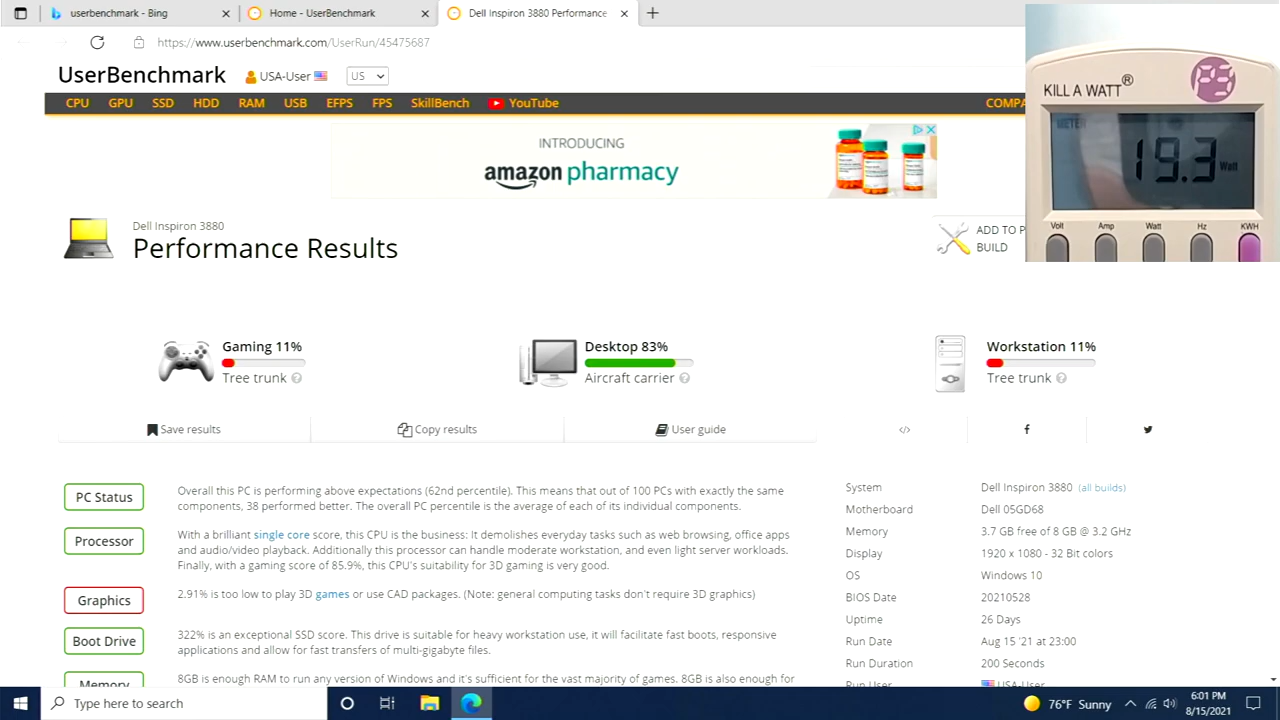 userbenchmark - Bing
Home - UserBenchmark
Dell Inspiron 3880 Performance
https://www.userbenchmark.com/UserRun/45475687
UserBenchmark
USA-User
US
CPU GPU SSD HDD RAM USB EFPS FPS SkillBench YouTube
COMPA
INTRODUCING
amazon pharmacy
KILL A WATT®
P3
METER
19.3 Watt
Volt Amp Watt Hz KWH
Dell Inspiron 3880
Performance Results
ADD TO P
BUILD
Gaming 11%
Tree trunk
Desktop 83%
Aircraft carrier
Workstation 11%
Tree trunk
Save results
Copy results
User guide
</>
PC Status
Overall this PC is performing above expectations (62nd percentile). This means that out of 100 PCs with exactly the same
components, 38 performed better. The overall PC percentile is the average of each of its individual components.
Processor
With a brilliant single core score, this CPU is the business: It demolishes everyday tasks such as web browsing, office apps
and audio/video playback. Additionally this processor can handle moderate workstation, and even light server workloads.
Finally, with a gaming score of 85.9%, this CPU's suitability for 3D gaming is very good.
Graphics
2.91% is too low to play 3D games or use CAD packages. (Note: general computing tasks don't require 3D graphics)
Boot Drive
322% is an exceptional SSD score. This drive is suitable for heavy workstation use, it will facilitate fast boots, responsive
applications and allow for fast transfers of multi-gigabyte files.
Memory
8GB is enough RAM to run any version of Windows and it's sufficient for the vast majority of games. 8GB is also enough for
System Dell Inspiron 3880 (all builds)
Motherboard Dell 05GD68
Memory 3.7 GB free of 8 GB @ 3.2 GHz
Display 1920 x 1080 - 32 Bit colors
OS Windows 10
BIOS Date 20210528
Uptime 26 Days
Run Date Aug 15 '21 at 23:00
Run Duration 200 Seconds
Run User USA-User
Type here to search
76°F Sunny
6:01 PM
8/15/2021